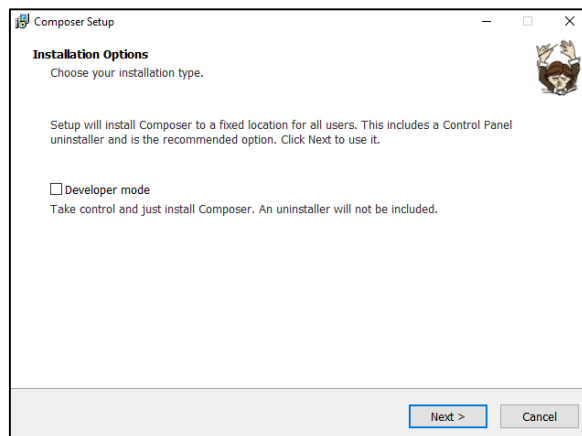 Composer Setup
Installation Options
Choose your installation type.
Setup will install Composer to a fixed location for all users. This includes a Control Panel
uninstaller and is the recommended option. Click Next to use it.
Developer mode
Take control and just install Composer. An uninstaller will not be included.
Next >
Cancel